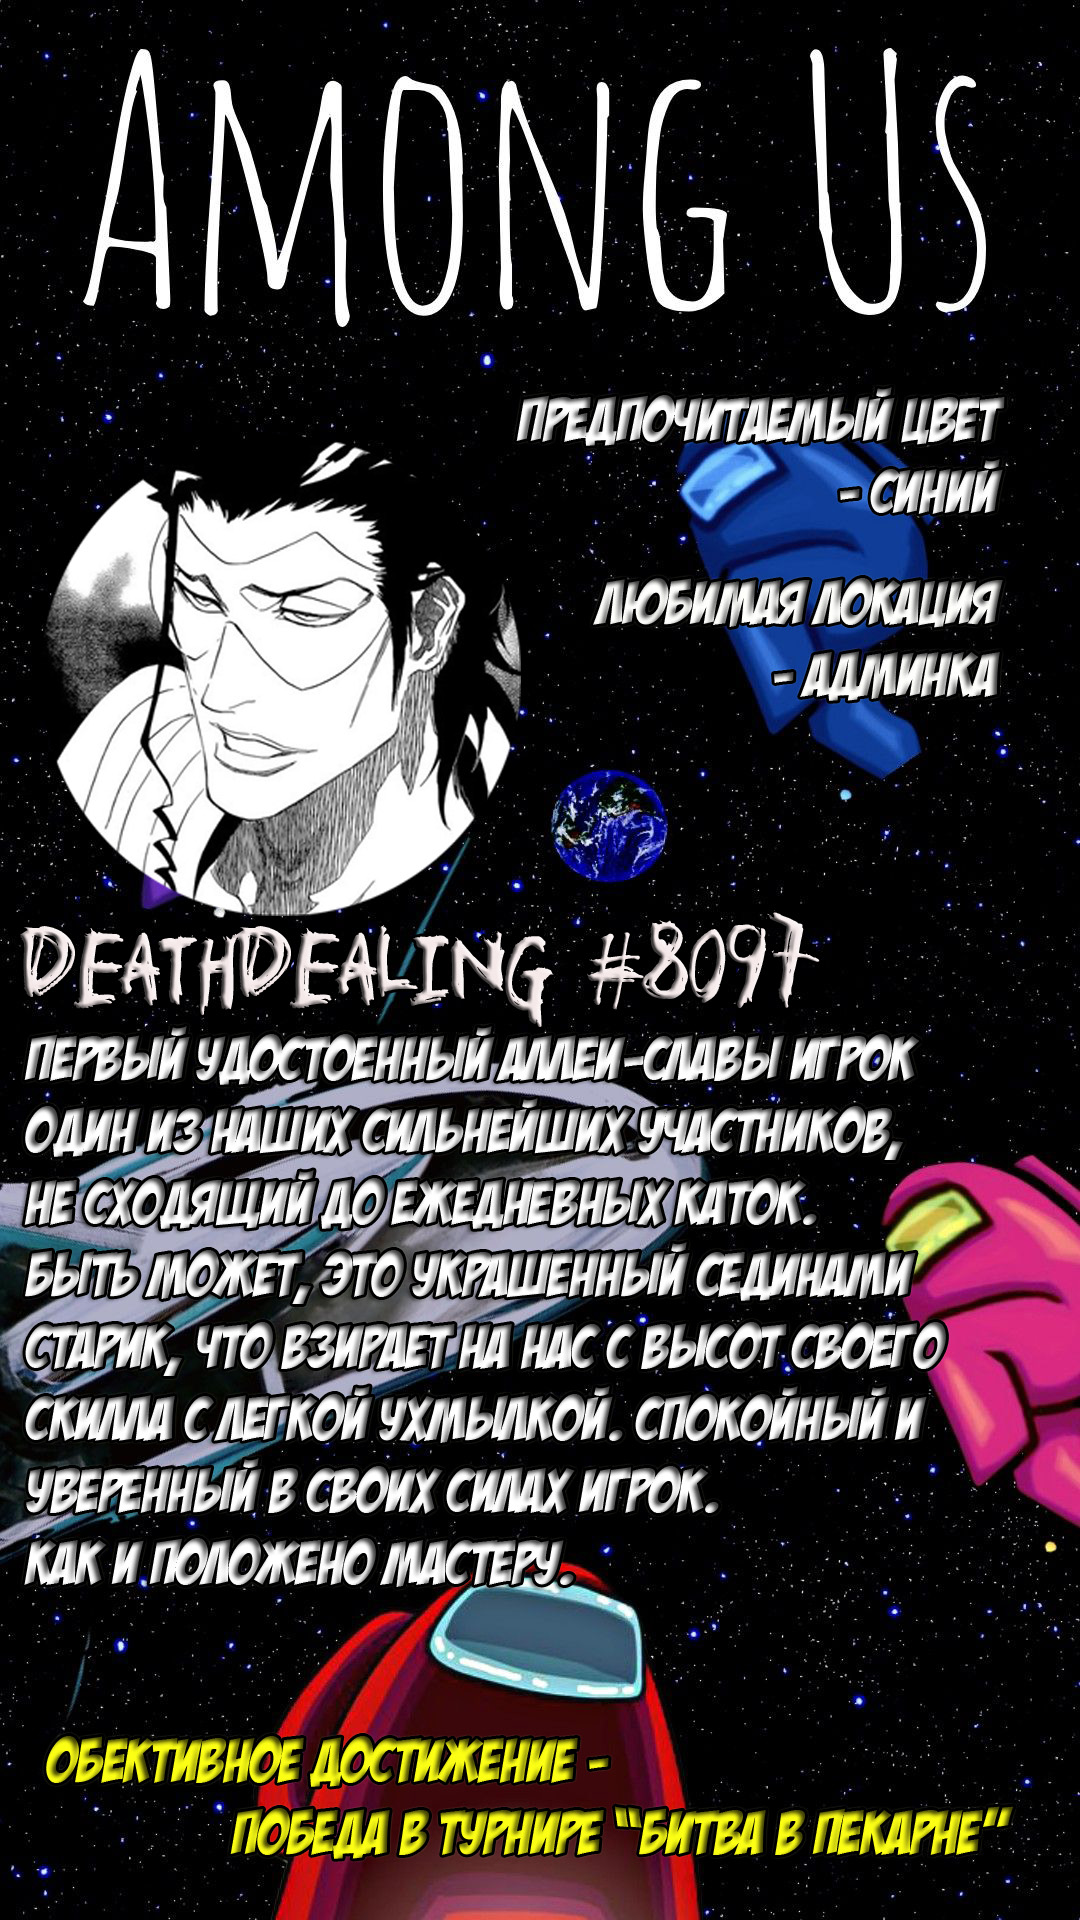 Among Us
ПРЕДПОЧИТАЕМЫЙ ЦВЕТ
- СИНИЙ
ЛЮБИМАЯ ЛОКАЦИЯ
- АДМИНКА
DEATHDEALING #8097
ПЕРВЫЙ УДОСТОЕННЫЙ АЛЛЕИ-СЛАВЫ ИГРОК
ОДИН ИЗ НАШИХ СИЛЬНЕЙШИХ УЧАСТНИКОВ,
НЕ СХОДЯЩИЙ ДО ЕЖЕДНЕВНЫХ КАТОК.
БЫТЬ МОЖЕТ, ЭТО УКРАШЕННЫЙ СЕДИНАМИ
СТАРИК, ЧТО ВЗИРАЕТ НА НАС С ВЫСОТ СВОЕГО
СКИЛЛА С ЛЕГКОЙ УХМЫЛКОЙ. СПОКОЙНЫЙ И
УВЕРЕННЫЙ В СВОИХ СИЛАХ ИГРОК.
КАК И ПОЛОЖЕНО МАСТЕРУ.
ОБЕКТИВНОЕ ДОСТИЖЕНИЕ -
ПОБЕДА В ТУРНИРЕ "БИТВА В ПЕКАРНЕ"